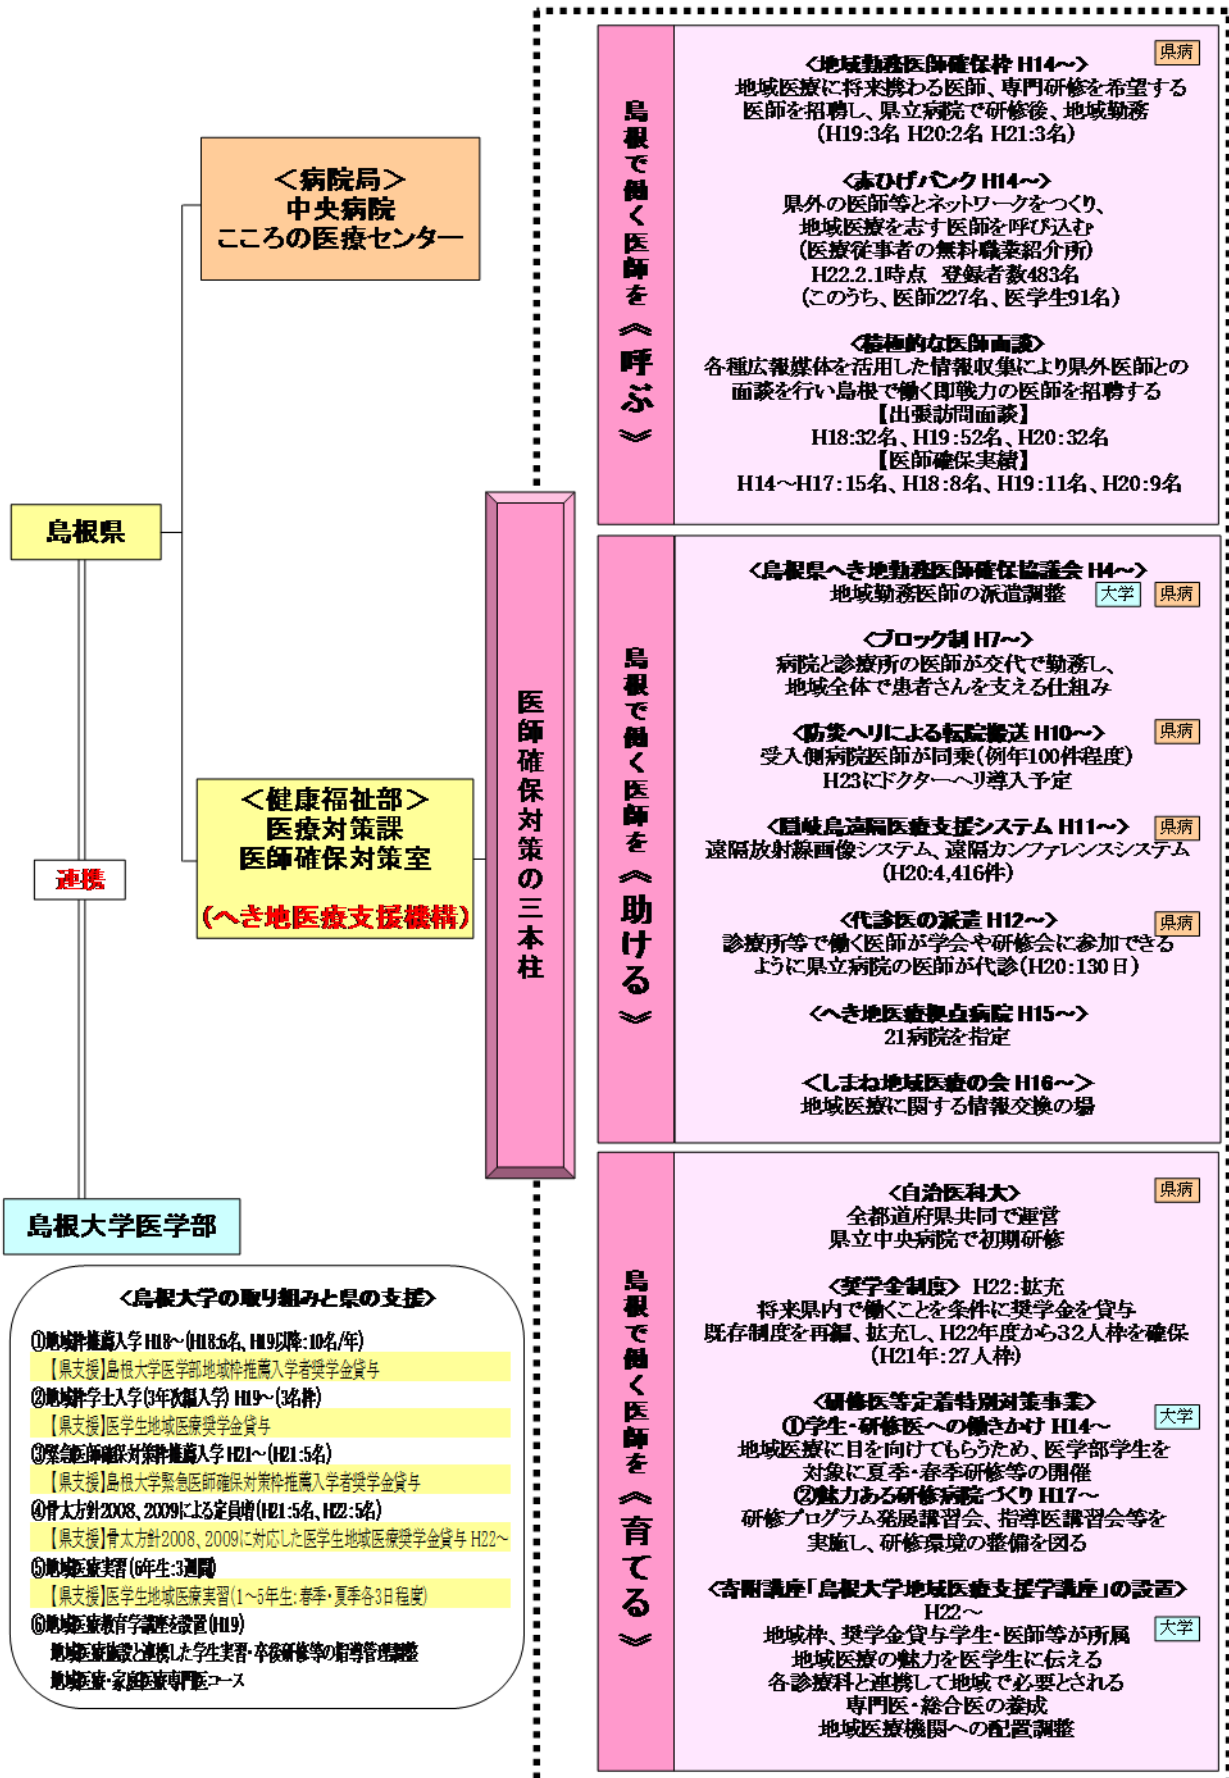 島根県
連携
島根大学医学部
<病院局>
中央病院
こころの医療センター
<健康福祉部>
医療対策課
医師確保対策室
(へき地医療支援機構)
医師確保対策の三本柱
島根で働く医師を《呼ぶ》
<地域勤務医師確保枠 H14～>
県病
地域医療に将来携わる医師、専門研修を希望する
医師を招聘し、県立病院で研修後、地域勤務
(H19:3名 H20:2名 H21:3名)
<赤ひげバンク H14～>
県外の医師等とネットワークをつくり、
地域医療を志す医師を呼び込む
(医療従事者の無料職業紹介所)
H22.2.1時点 登録者数483名
(このうち、医師227名、医学生91名)
<積極的な医師面談>
各種広報媒体を活用した情報収集により県外医師との
面談を行い島根で働く即戦力の医師を招聘する
【出張訪問面談】
H18:32名、H19:52名、H20:32名
【医師確保実績】
H14～H17:15名、H18:8名、H19:11名、H20:9名
島根で働く医師を《助ける》
<島根県へき地勤務医師確保協議会 H4～>
地域勤務医師の派遣調整
大学
県病
<ブロック制 H7～>
病院と診療所の医師が交代で勤務し、
地域全体で患者さんを支える仕組み
<防災ヘリによる転院搬送 H10～>
県病
受入側病院医師が同乗(例年100件程度)
H23にドクターヘリ導入予定
<隠岐島遠隔医療支援システム H11～>
県病
遠隔放射線画像システム、遠隔カンファレンスシステム
(H20:4,416件)
<代診医の派遣 H12～>
県病
診療所等で働く医師が学会や研修会に参加できる
ように県立病院の医師が代診(H20:130日)
<へき地医療拠点病院 H15～>
21病院を指定
<しまね地域医療の会 H16～>
地域医療に関する情報交換の場
島根で働く医師を《育てる》
<自治医科大>
県病
全都道府県共同で運営
県立中央病院で初期研修
<奨学金制度> H22:拡充
将来県内で働くことを条件に奨学金を貸与
既存制度を再編、拡充し、H22年度から32人枠を確保
(H21年:27人枠)
<研修医等定着特別対策事業>
大学
①学生・研修医への働きかけ H14～
地域医療に目を向けてもらうため、医学部学生を
対象に夏季・春季研修等の開催
②魅力ある研修病院づくり H17～
研修プログラム発展講習会、指導医講習会等を
実施し、研修環境の整備を図る
<寄附講座「島根大学地域医療支援学講座」の設置>
H22～
大学
地域枠、奨学金貸与学生・医師等が所属
地域医療の魅力を医学生に伝える
各診療科と連携して地域で必要とされる
専門医・総合医の養成
地域医療機関への配置調整
<島根大学の取り組みと県の支援>
①地域枠推薦入学 H18～(H18:6名、H19以降:10名/年)
【県支援】島根大学医学部地域枠推薦入学者奨学金貸与
②地域枠学士入学(3年次編入学) H19～(3名枠)
【県支援】医学生地域医療奨学金貸与
③緊急医師確保対策枠推薦入学 H21～(H21:5名)
【県支援】島根大学緊急医師確保対策枠推薦入学者奨学金貸与
④骨太方針2008、2009による定員増(H21:5名、H22:5名)
【県支援】骨太方針2008、2009に対応した医学生地域医療奨学金貸与 H22～
⑤地域医療実習(6年生:3週間)
【県支援】医学生地域医療実習(1～5年生:春季・夏季各3日程度)
⑥地域医療教育学講座を設置(H19)
地域医療施設と連携した学生実習・卒後研修等の指導管理調整
地域医療・家庭医療専門医コース